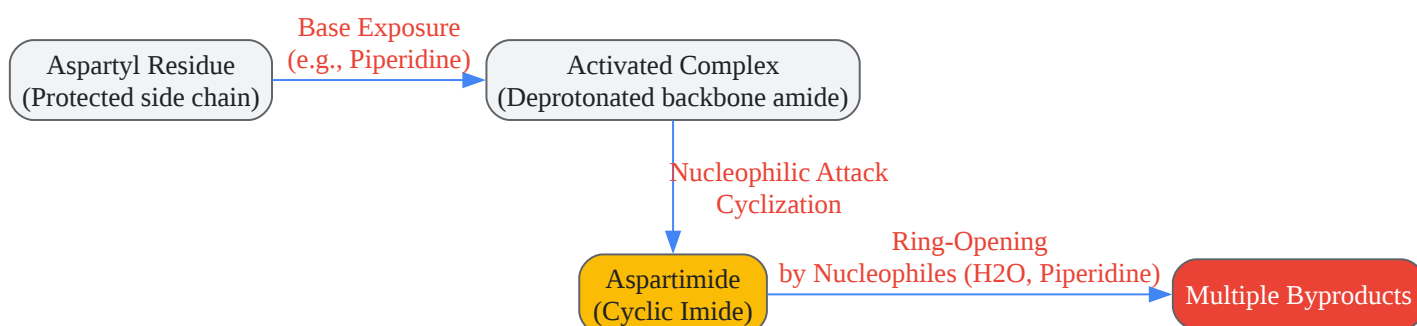 Base Exposure
(e.g., Piperidine)
Aspartyl Residue
(Protected side chain)
Activated Complex
(Deprotonated backbone amide)
Nucleophilic Attack
Cyclization
Ring-Opening
by Nucleophiles (H2O, Piperidine)
Aspartimide
(Cyclic Imide)
Multiple Byproducts